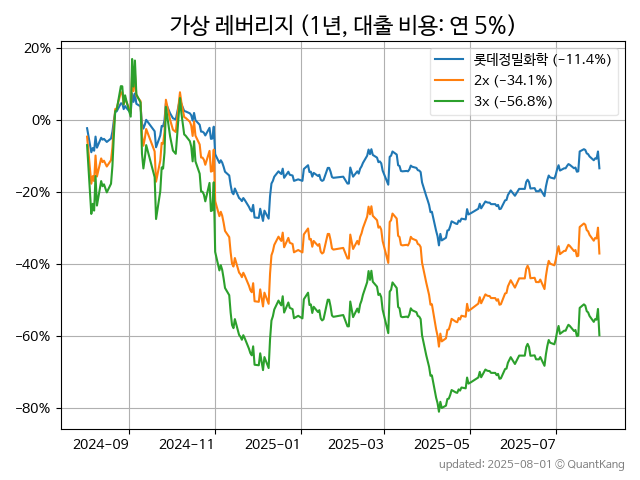 가상 레버리지 (1년, 대출 비용: 연 5%)
롯데정밀화학 (−11.4%)
2x (−34.1%)
3x (−56.8%)
20%
0%
−20%
−40%
−60%
−80%
2024-09
2024-11
2025-01
2025-03
2025-05
2025-07
updated: 2025-08-01 © QuantKang